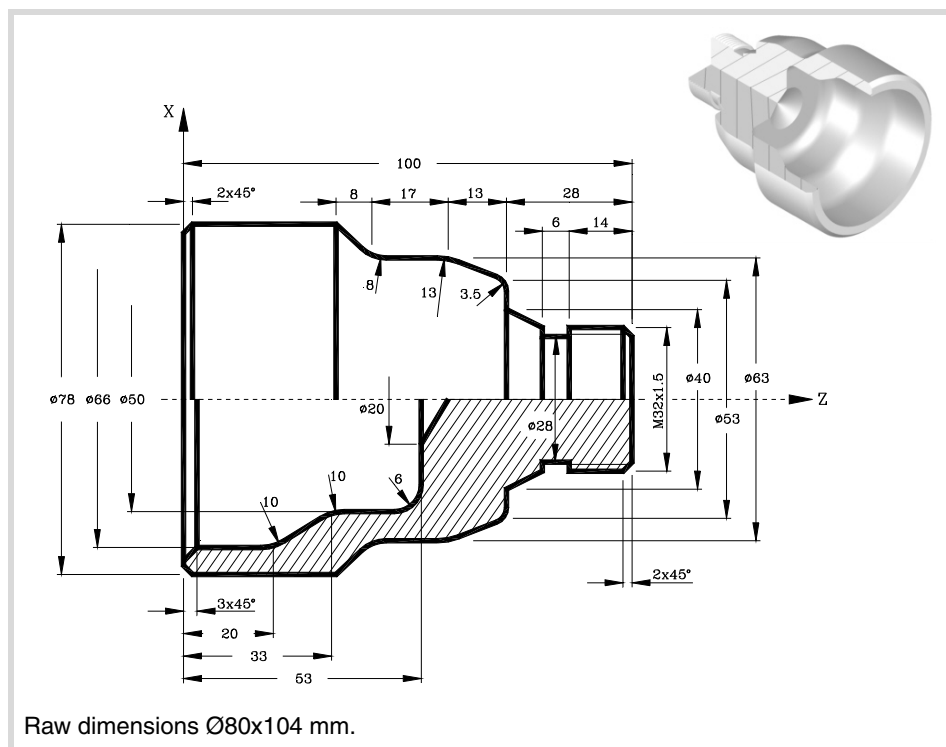 X
100
2x45°
8
17
13
28
6
14
8
13
3.5
ø78
ø66
ø50
ø20
ø28
M32x1.5
ø40
ø53
ø63
Z
10
10
6
3x45°
2x45°
20
33
53
Raw dimensions Ø80x104 mm.